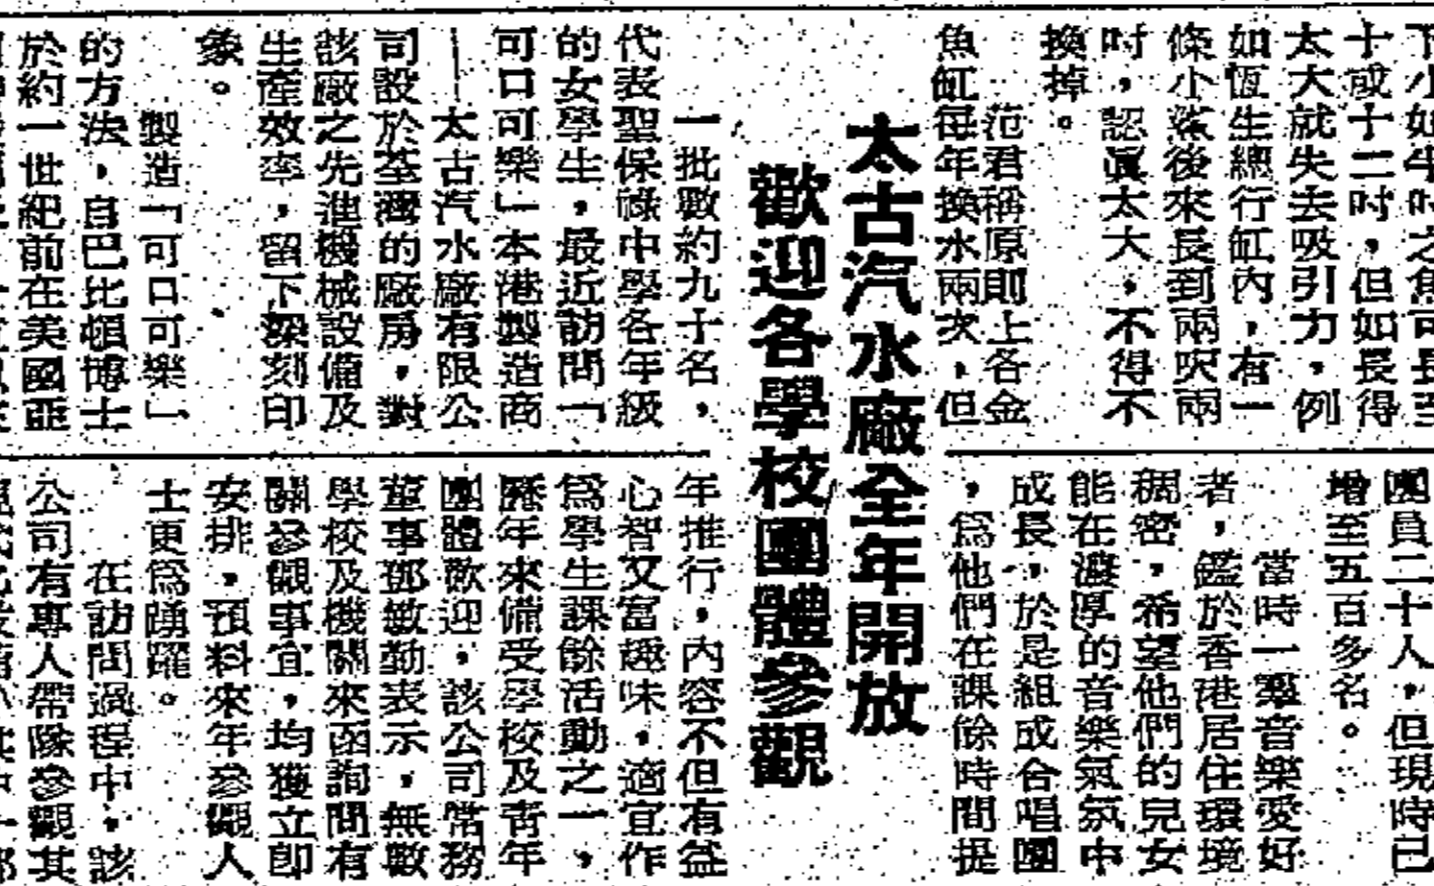 十或十二吋，但如長得
太大就失去吸引力，例
如恆生總行缸內，有一
條小鯊後來長到兩呎兩
吋，認眞太大，不得不
換掉。
范君稱原則上各金
魚缸每年換水兩次，但
團員二十人，但現時已
增至五百多名。
當時一羣音樂愛好
者，鑑於香港居住環境
稠密，希望他們的兒女
能在濃厚的音樂氣氛中
成長，於是組成合唱團
，爲他們在課餘時間提
太古汽水廠全年開放
歡迎各學校團體參觀
一批數約九十名，
代表聖保祿中學各年級
的女學生，最近訪問「
可口可樂」本港製造商
—太古汽水廠有限公
司設於荃灣的廠房，對
該廠之先進機械設備及
生產效率，留下深刻印
象。
製造「可口可樂」
的方法，自巴比頓博士
於約一世紀前在美國亞
年推行，內容不但有益
心智又富趣味，適宜作
爲學生課餘活動之一，
歷年來備受學校及青年
團體歡迎，該公司常務
董事鄧敏勤表示，無數
學校及機關來函詢問有
關參觀事宜，均獲立卽
安排，預料來年參觀人
士更爲踴躍。
在訪問過程中，該
公司有專人帶隊參觀其